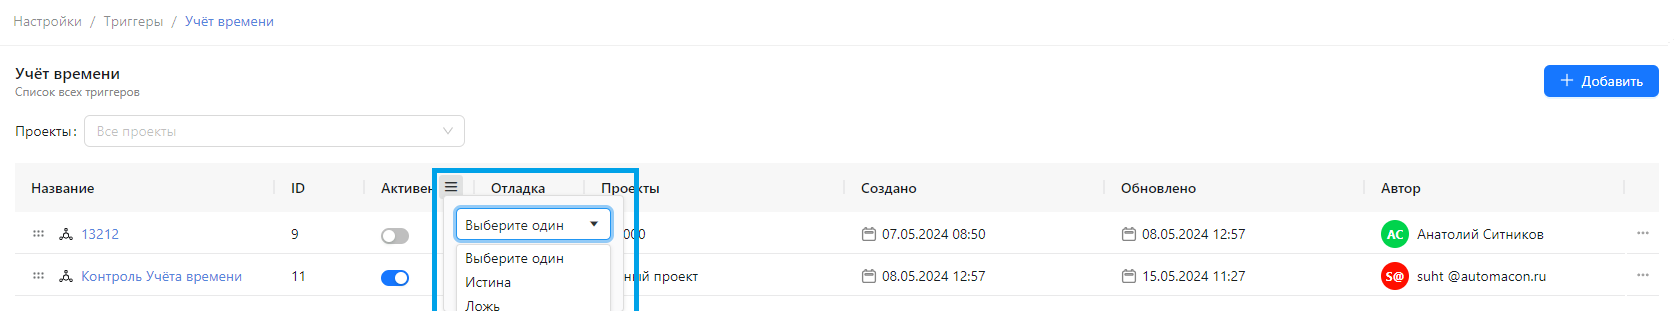 Настройки / Триггеры / Учёт времени
Учёт времени
Список всех триггеров
+ Добавить
Проекты: Все проекты
Название ID Активен Отладка Проекты Создано Обновлено Автор
Выберите один
13212 9 000 07.05.2024 08:50 08.05.2024 12:57 АС Анатолий Ситников
Выберите один
Контроль Учёта времени 11 проект 08.05.2024 12:57 15.05.2024 11:27 S@ suht @automacon.ru
Истина
Ложь